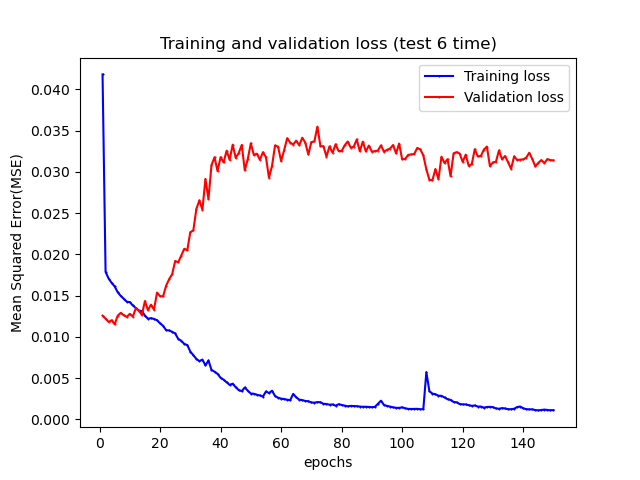 Training and validation loss (test 6 time)
Training loss
Validation loss
Mean Squared Error(MSE)
0.040
0.035
0.030
0.025
0.020
0.015
0.010
0.005
0.000
0 20 40 60 80 100 120 140
epochs